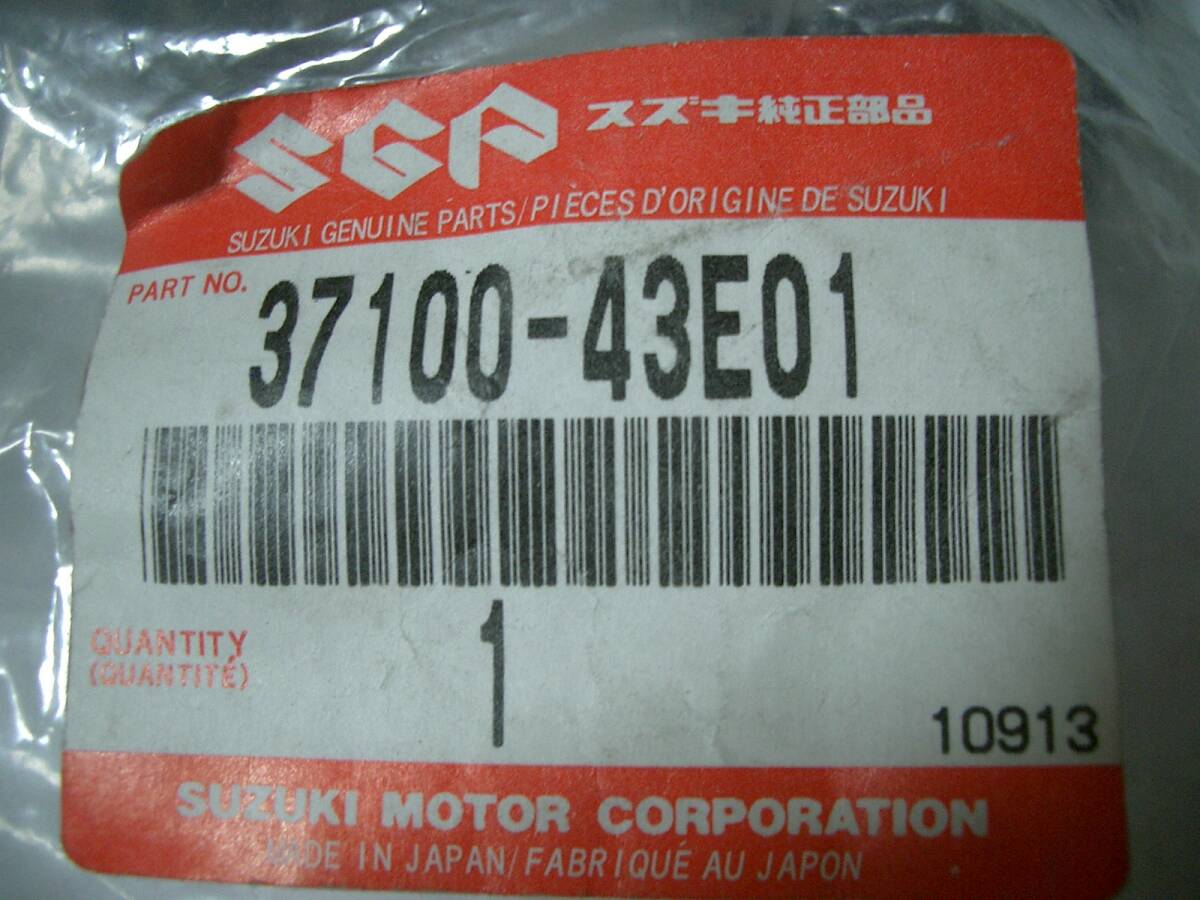 SGP スズキ純正部品
SUZUKI GENUINE PARTS/PIÈCES D'ORIGINE DE SUZUKI
PART NO. 37100-43E01
QUANTITY
(QUANTITÉ)
1
10913
SUZUKI MOTOR CORPORATION
MADE IN JAPAN/FABRIQUÉ AU JAPON